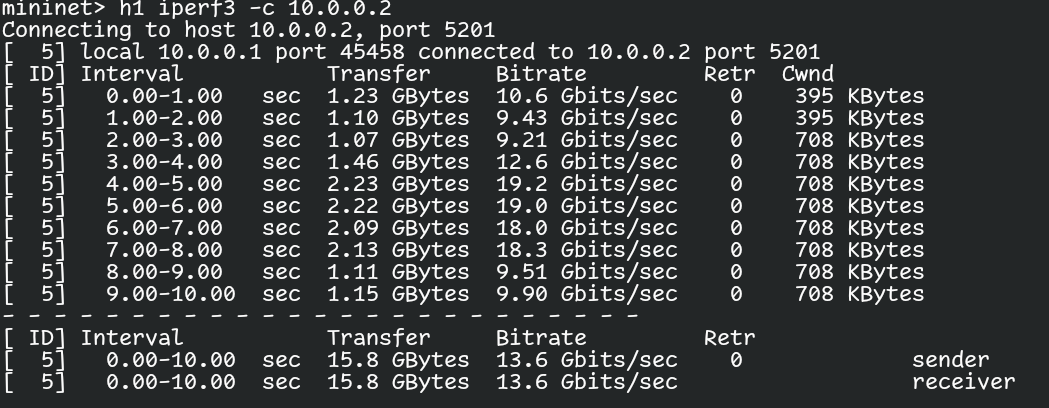 mininet> h1 iperf3 -c 10.0.0.2
Connecting to host 10.0.0.2, port 5201
[  5] local 10.0.0.1 port 45458 connected to 10.0.0.2 port 5201
[ ID] Interval           Transfer     Bitrate         Retr  Cwnd
[  5]   0.00-1.00   sec  1.23 GBytes  10.6 Gbits/sec    0    395 KBytes
[  5]   1.00-2.00   sec  1.10 GBytes  9.43 Gbits/sec    0    395 KBytes
[  5]   2.00-3.00   sec  1.07 GBytes  9.21 Gbits/sec    0    708 KBytes
[  5]   3.00-4.00   sec  1.46 GBytes  12.6 Gbits/sec    0    708 KBytes
[  5]   4.00-5.00   sec  2.23 GBytes  19.2 Gbits/sec    0    708 KBytes
[  5]   5.00-6.00   sec  2.22 GBytes  19.0 Gbits/sec    0    708 KBytes
[  5]   6.00-7.00   sec  2.09 GBytes  18.0 Gbits/sec    0    708 KBytes
[  5]   7.00-8.00   sec  2.13 GBytes  18.3 Gbits/sec    0    708 KBytes
[  5]   8.00-9.00   sec  1.11 GBytes  9.51 Gbits/sec    0    708 KBytes
[  5]   9.00-10.00  sec  1.15 GBytes  9.90 Gbits/sec    0    708 KBytes
- - - - - - - - - - - - - - - - - - - - - - - - -
[ ID] Interval           Transfer     Bitrate         Retr
[  5]   0.00-10.00  sec  15.8 GBytes  13.6 Gbits/sec    0             sender
[  5]   0.00-10.00  sec  15.8 GBytes  13.6 Gbits/sec                  receiver